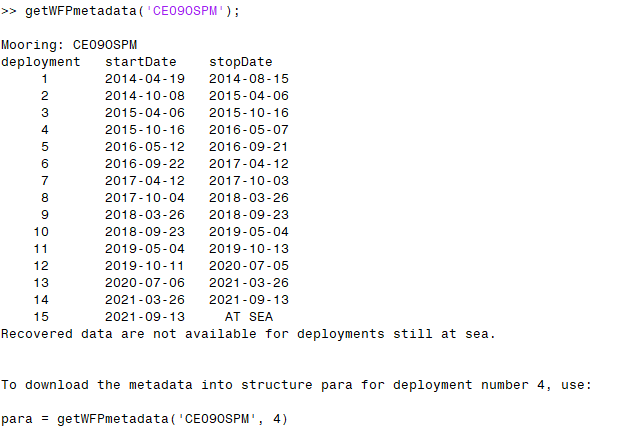 >> getWFPmetadata('CE09OSPM');
Mooring: CE09OSPM
deployment startDate stopDate
1 2014-04-19 2014-08-15
2 2014-10-08 2015-04-06
3 2015-04-06 2015-10-16
4 2015-10-16 2016-05-07
5 2016-05-12 2016-09-21
6 2016-09-22 2017-04-12
7 2017-04-12 2017-10-03
8 2017-10-04 2018-03-26
9 2018-03-26 2018-09-23
10 2018-09-23 2019-05-04
11 2019-05-04 2019-10-13
12 2019-10-11 2020-07-05
13 2020-07-06 2021-03-26
14 2021-03-26 2021-09-13
15 2021-09-13 AT SEA
Recovered data are not available for deployments still at sea.
To download the metadata into structure para for deployment number 4, use:
para = getWFPmetadata('CE09OSPM', 4)